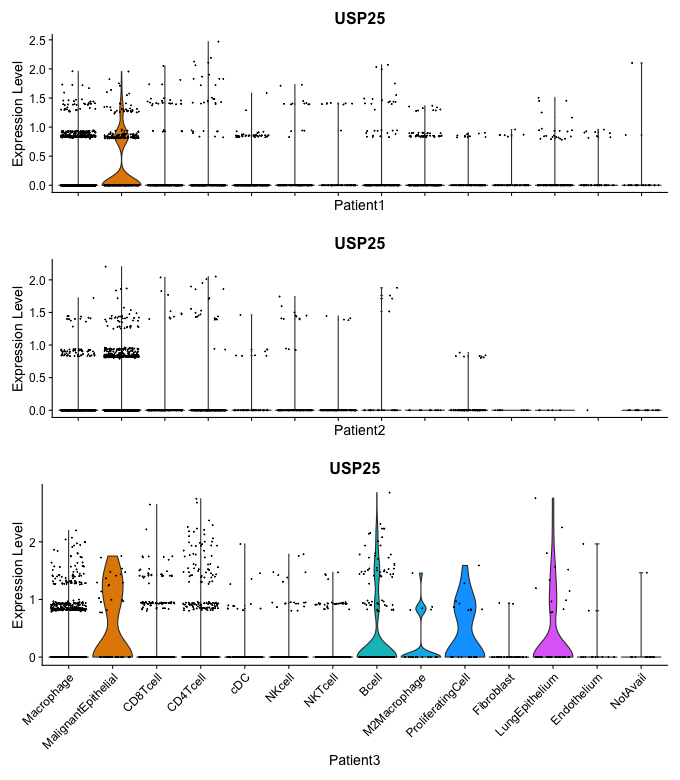 USP25
Expression Level
2.5
2.0
1.5
1.0
0.5
0.0
Patient1
USP25
Expression Level
2.0
1.5
1.0
0.5
0.0
Patient2
USP25
Expression Level
2
1
0
Macrophage
MalignantEpithelial
CD8Tcell
CD4Tcell
cDC
NKcell
NKTcell
Bcell
M2Macrophage
ProliferatingCell
Fibroblast
LungEpithelium
Endothelium
NotAvail
Patient3